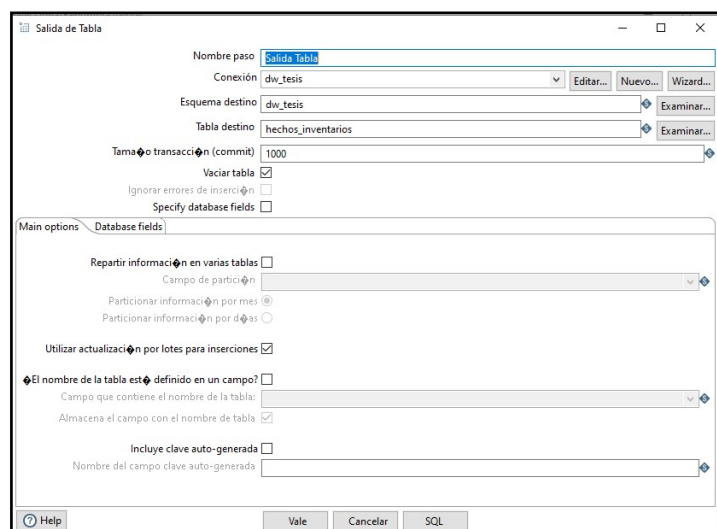 Salida de Tabla
Nombre paso Salida Tabla
Conexión dw_tesis Editar... Nuevo... Wizard...
Esquema destino dw_tesis Examinar...
Tabla destino hechos_inventarios Examinar...
Tama�o transacci�n (commit) 1000
Vaciar tabla
Ignorar errores de inserci�n
Specify database fields
Main options Database fields
Repartir informaci�n en varias tablas
Campo de partici�n
Particionar informaci�n por mes
Particionar informaci�n por d�as
Utilizar actualizaci�n por lotes para inserciones
�El nombre de la tabla est� definido en un campo?
Campo que contiene el nombre de la tabla:
Almacena el campo con el nombre de tabla
Incluye clave auto-generada
Nombre del campo clave auto-generada
Help Vale Cancelar SQL